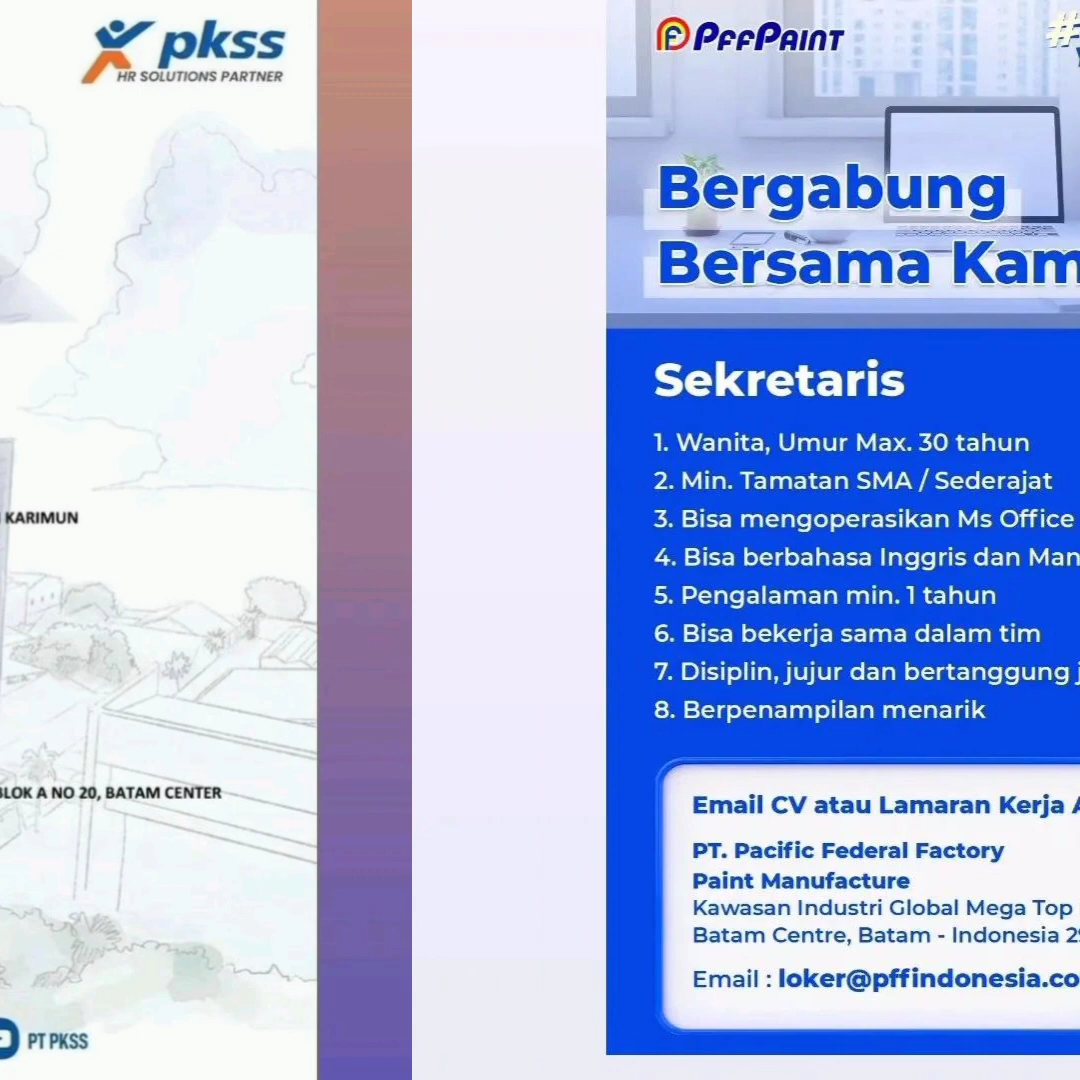 pkss
HR SOLUTIONS PARTNER
KARIMUN
BLOK A NO 20, BATAM CENTER
PT PKSS
PFFPAINT
#
Bergabung
Bersama Kam
Sekretaris
1. Wanita, Umur Max. 30 tahun
2. Min. Tamatan SMA / Sederajat
3. Bisa mengoperasikan Ms Office
4. Bisa berbahasa Inggris dan Man
5. Pengalaman min. 1 tahun
6. Bisa bekerja sama dalam tim
7. Disiplin, jujur dan bertanggung j
8. Berpenampilan menarik
Email CV atau Lamaran Kerja A
PT. Pacific Federal Factory
Paint Manufacture
Kawasan Industri Global Mega Top
Batam Centre, Batam - Indonesia 29
Email : loker@pffindonesia.co